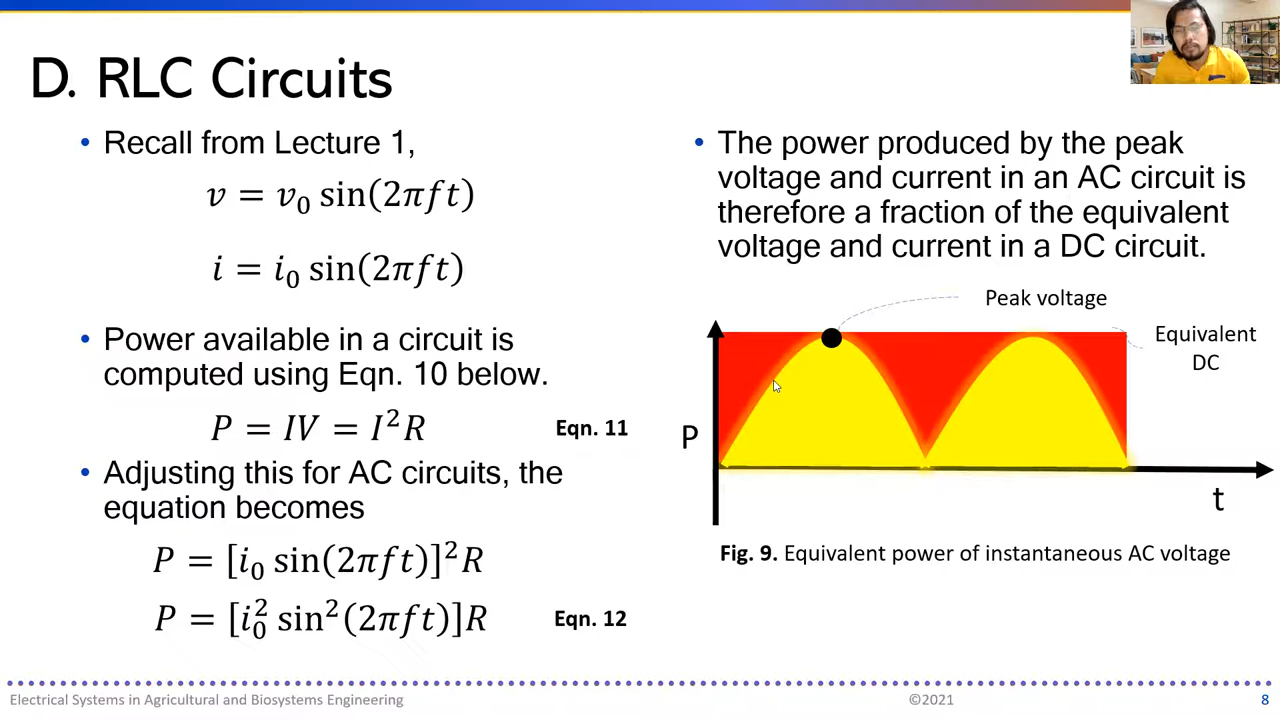 D. RLC Circuits
• Recall from Lecture 1,
v = v₀ sin(2πft)
i = i₀ sin(2πft)
• Power available in a circuit is
computed using Eqn. 10 below.
P = IV = I²R Eqn. 11
• Adjusting this for AC circuits, the
equation becomes
P = [i₀ sin(2πft)]²R
P = [i₀² sin²(2πft)]R Eqn. 12
• The power produced by the peak
voltage and current in an AC circuit is
therefore a fraction of the equivalent
voltage and current in a DC circuit.
Peak voltage
Equivalent
DC
P
t
Fig. 9. Equivalent power of instantaneous AC voltage
Electrical Systems in Agricultural and Biosystems Engineering ©2021 8